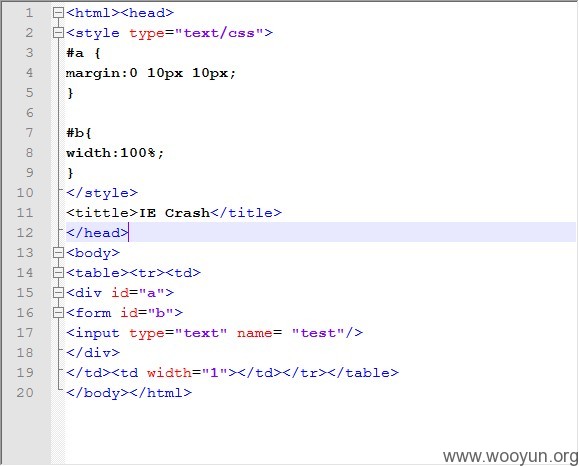 1 <html><head>
2 <style type="text/css">
3 #a {
4 margin:0 10px 10px;
5 }
6
7 #b{
8 width:100%;
9 }
10 </style>
11 <tittle>IE Crash</title>
12 </head>
13 <body>
14 <table><tr><td>
15 <div id="a">
16 <form id="b">
17 <input type="text" name= "test"/>
18 </div>
19 </td><td width="1"></td></tr></table>
20 </body></html>
www.wooyun.org